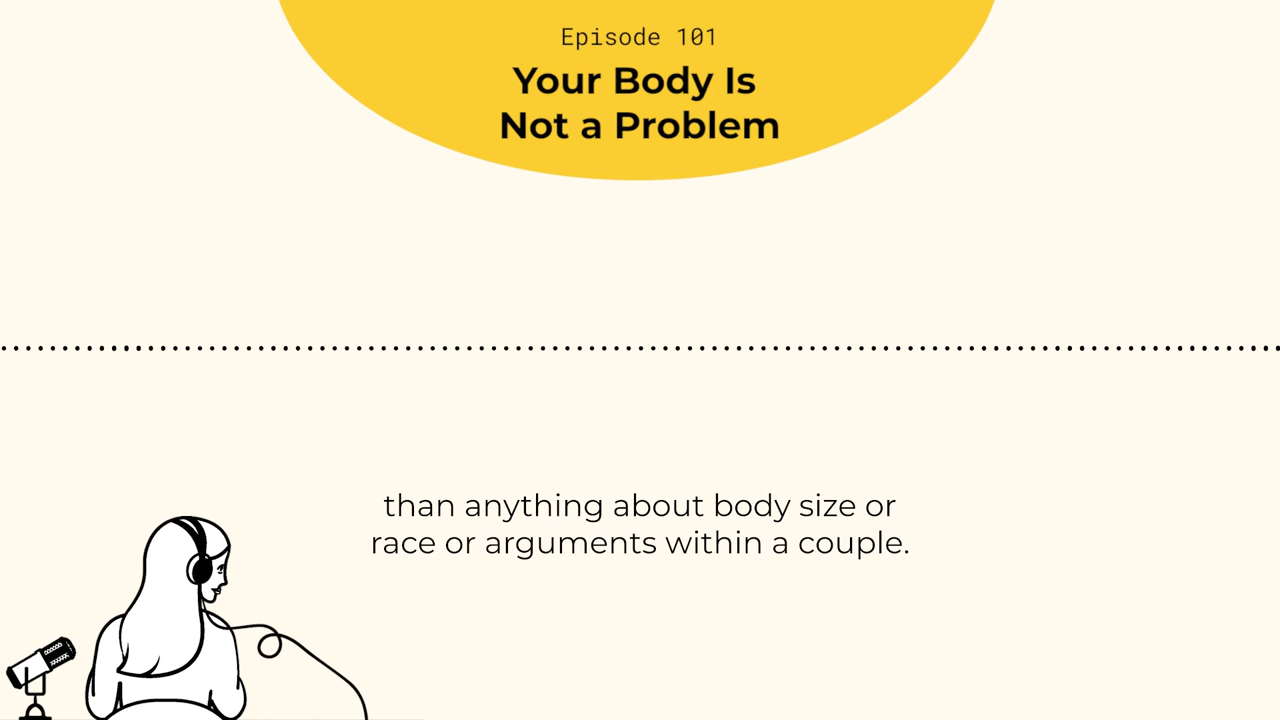 Episode 101
Your Body Is
Not a Problem
than anything about body size or
race or arguments within a couple.